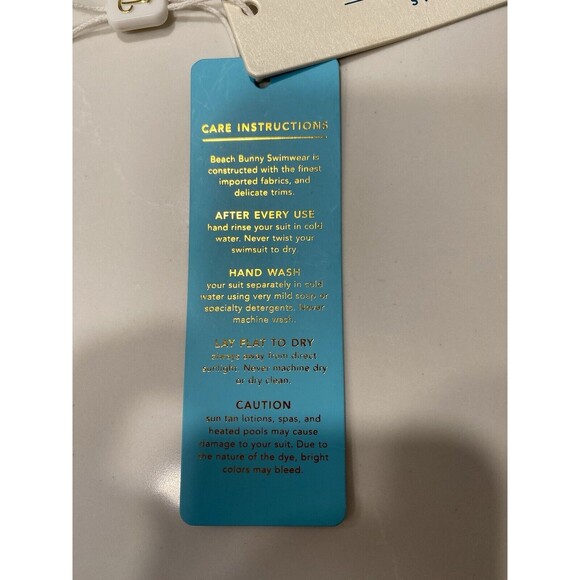 CARE INSTRUCTIONS
Beach Bunny Swimwear is
constructed with the finest
imported fabrics, and
delicate trims.
AFTER EVERY USE
hand rinse your suit in cold
water. Never twist your
swimsuit to dry.
HAND WASH
your suit separately in cold
water using very mild soap or
specialty detergents. Never
machine wash.
LAY FLAT TO DRY
always away from direct
sunlight. Never machine dry
or dry clean.
CAUTION
sun tan lotions, spas, and
heated pools may cause
damage to your suit. Due to
the nature of the dye, bright
colors may bleed.